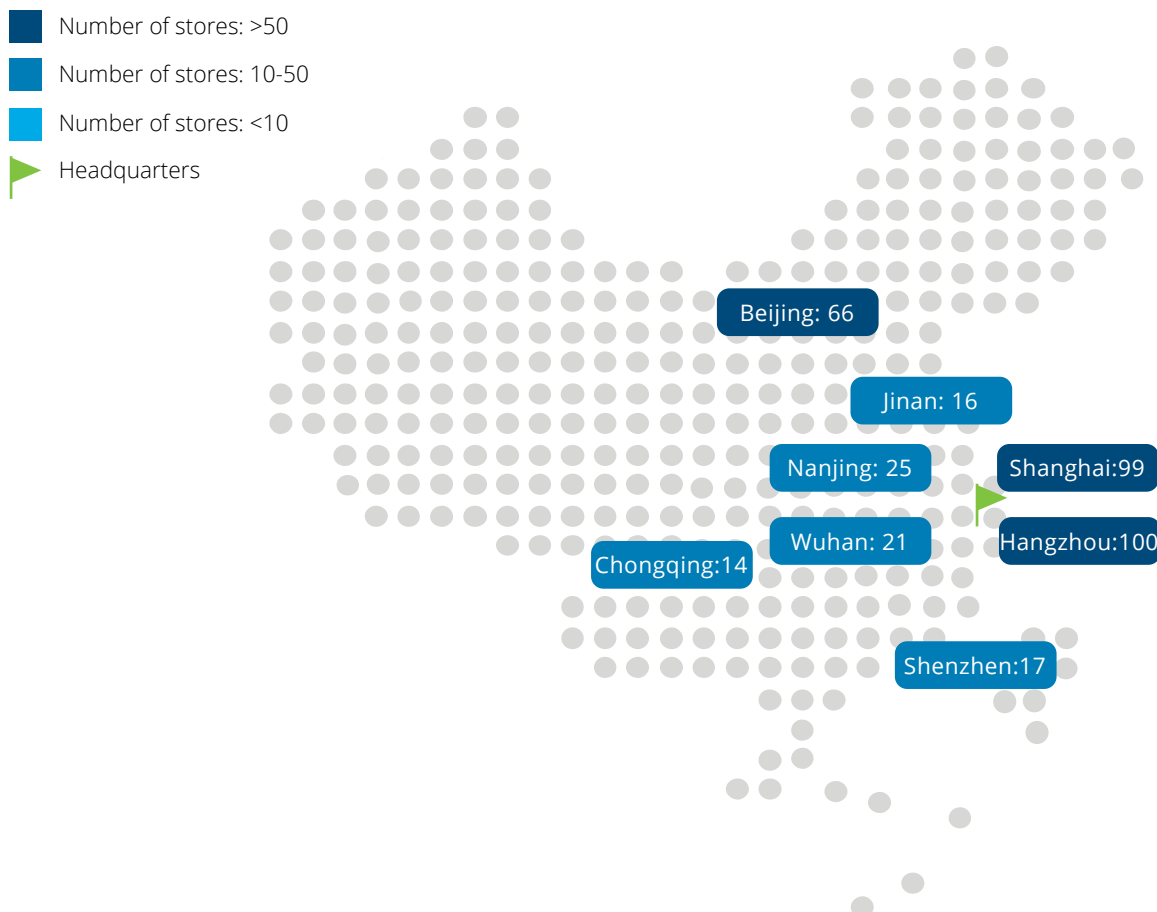 Number of stores: >50
Number of stores: 10-50
Number of stores: <10
Headquarters
Beijing: 66
Jinan: 16
Nanjing: 25
Shanghai:99
Wuhan: 21
Hangzhou:100
Chongqing:14
Shenzhen:17